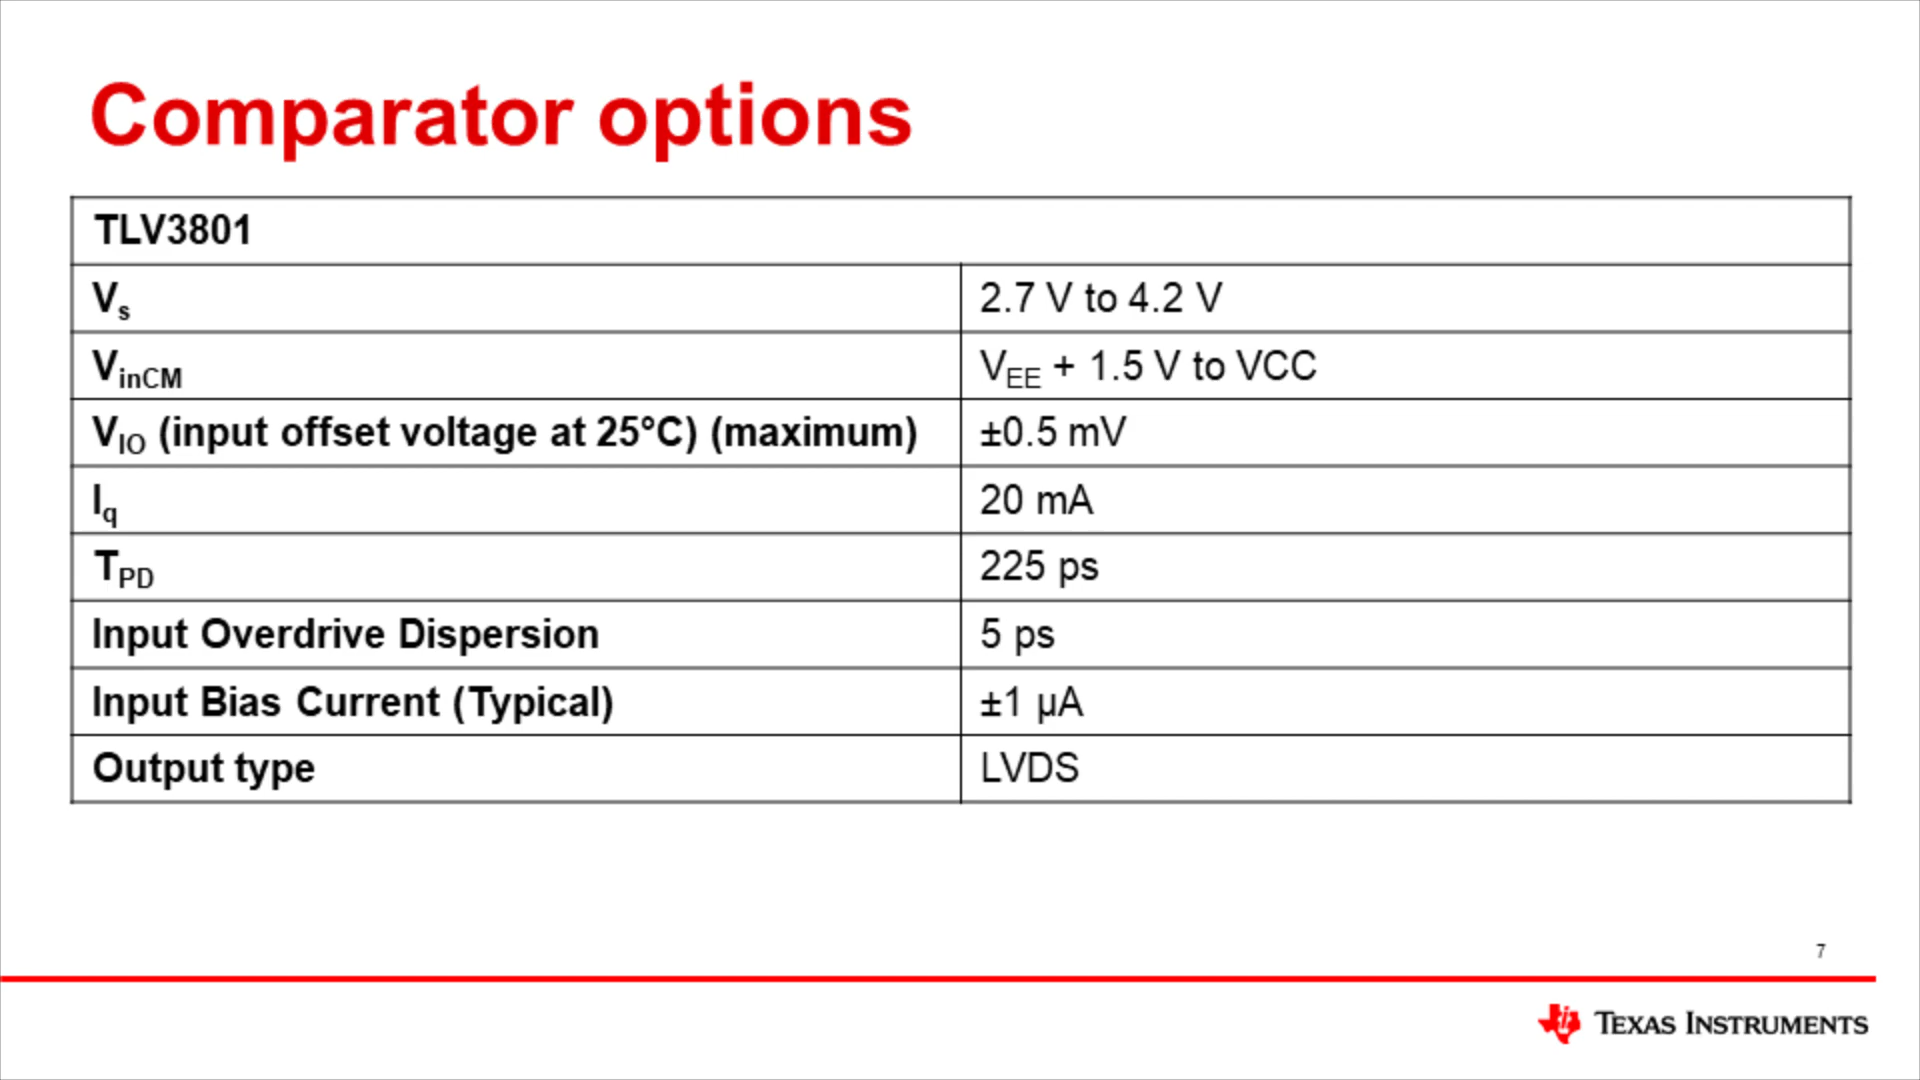 Comparator options
TLV3801
Vs 2.7 V to 4.2 V
VinCM VEE + 1.5 V to VCC
VIO (input offset voltage at 25°C) (maximum) ±0.5 mV
Iq 20 mA
TPD 225 ps
Input Overdrive Dispersion 5 ps
Input Bias Current (Typical) ±1 µA
Output type LVDS
7
TEXAS INSTRUMENTS